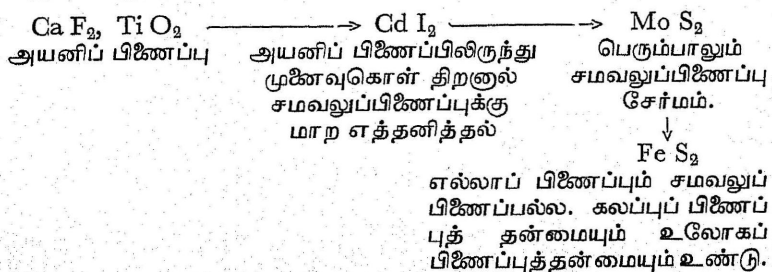 Ca F₂, Ti O₂ ⟶ Cd I₂ ⟶ Mo S₂
அயனிப் பிணைப்பு அயனிப் பிணைப்பிலிருந்து பெரும்பாலும்
முனைவுகொள் திறனால் சமவலுப்பிணைப்பு
சமவலுப்பிணைப்புக்கு சேர்மம்.
மாற எத்தனித்தல் ↓
Fe S₂
எல்லாப் பிணைப்பும் சமவலுப்
பிணைப்பல்ல. கலப்புப் பிணைப்
புத் தன்மையும் உலோகப்
பிணைப்புத்தன்மையும் உண்டு.